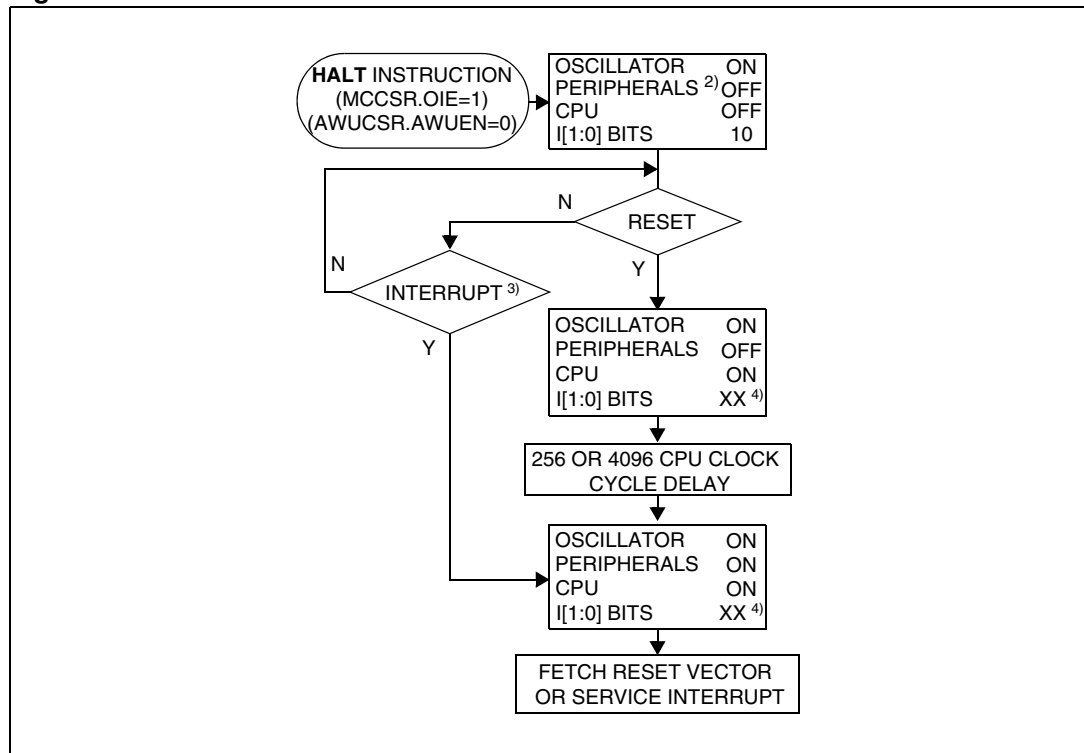 HALT INSTRUCTION
(MCCSR.OIE=1)
(AWUCSR.AWUEN=0)
OSCILLATOR ON
PERIPHERALS 2) OFF
CPU OFF
I[1:0] BITS 10
N
RESET
N
Y
INTERRUPT 3)
Y
OSCILLATOR ON
PERIPHERALS OFF
CPU ON
I[1:0] BITS XX 4)
256 OR 4096 CPU CLOCK
CYCLE DELAY
OSCILLATOR ON
PERIPHERALS ON
CPU ON
I[1:0] BITS XX 4)
FETCH RESET VECTOR
OR SERVICE INTERRUPT